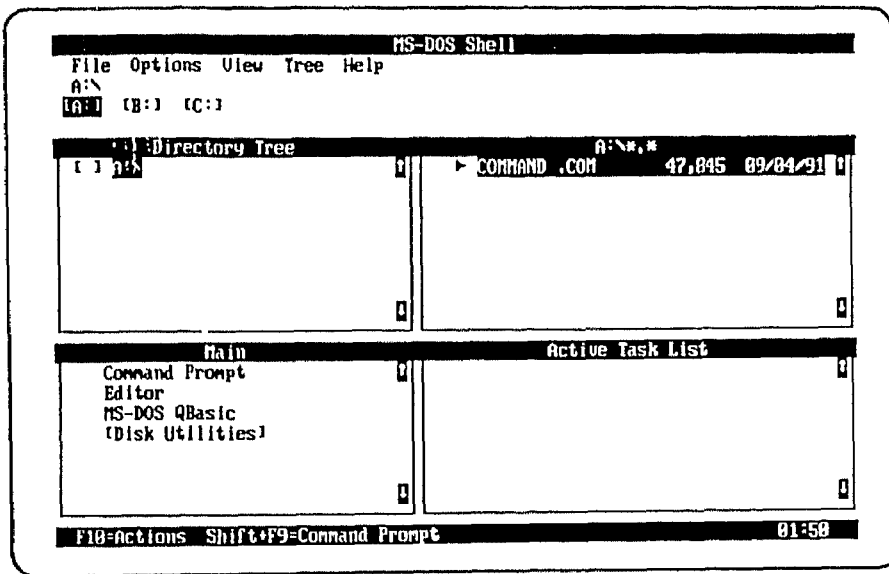 MS-DOS Shell
File Options View Tree Help
A:\
[A:] [B:] [C:]
Directory Tree
[ ] A:\
A:\*.*
► COMMAND .COM 47,845 09/04/91
Main
Command Prompt
Editor
MS-DOS QBasic
[Disk Utilities]
Active Task List
F10=Actions Shift+F9=Command Prompt 01:50